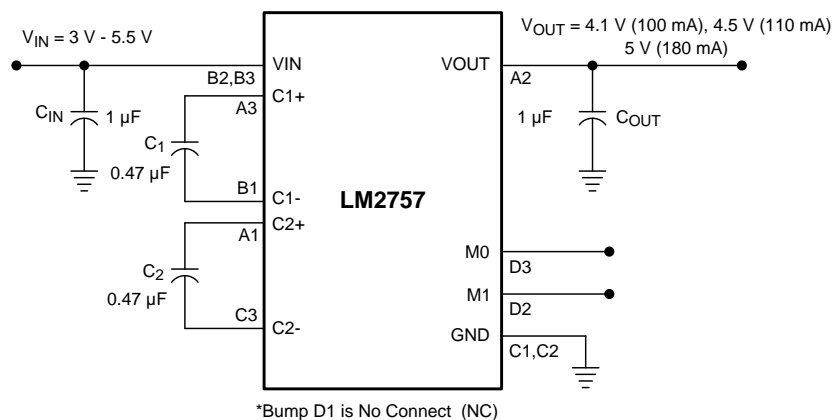 V_IN = 3 V - 5.5 V
V_OUT = 4.1 V (100 mA), 4.5 V (110 mA)
5 V (180 mA)
VIN
VOUT
B2,B3
A2
C1+
A3
C_IN
1 µF
C_1
0.47 µF
1 µF
C_OUT
B1
C1-
LM2757
C2+
A1
C_2
0.47 µF
M0
D3
M1
D2
C3
C2-
GND
C1,C2
*Bump D1 is No Connect (NC)